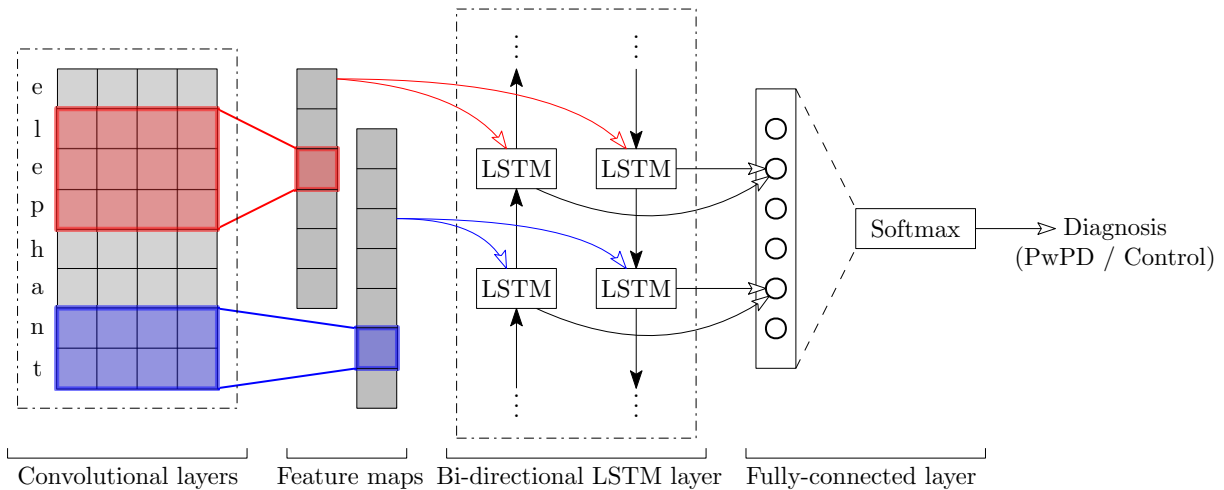 e
l
e
p
h
a
n
t
LSTM
LSTM
LSTM
LSTM
Softmax
Diagnosis
(PwPD / Control)
Convolutional layers
Feature maps
Bi-directional LSTM layer
Fully-connected layer